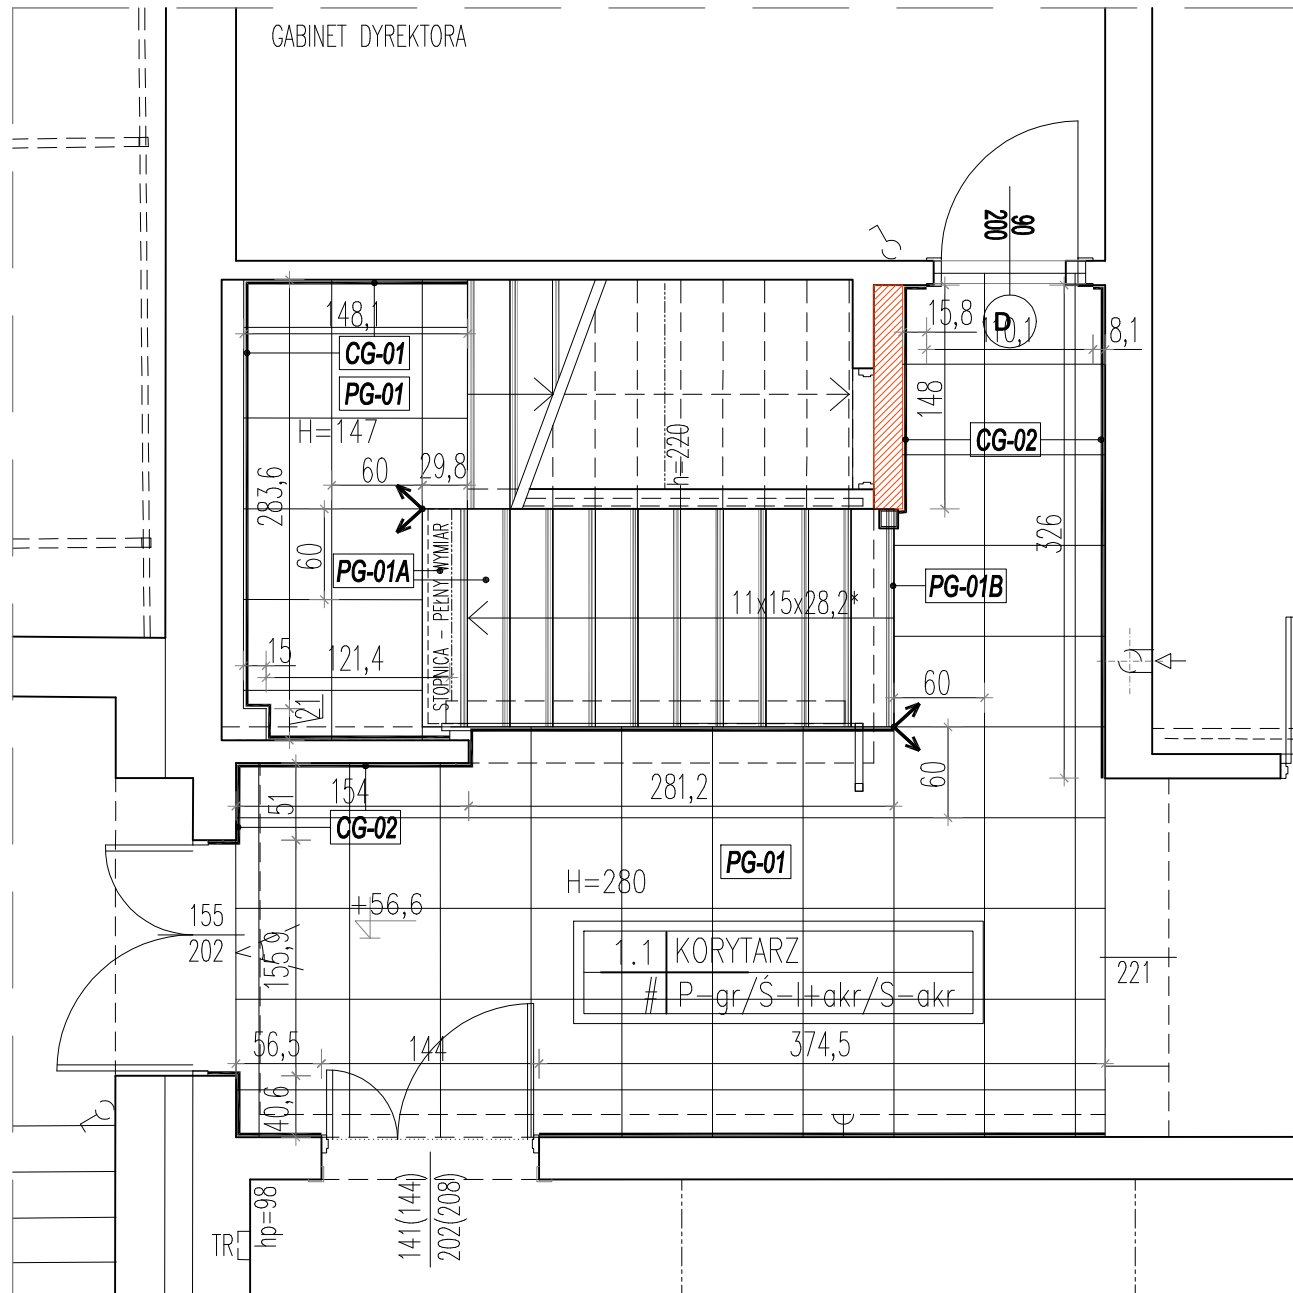 GABINET DYREKTORA
90
200
D
148,1
15,8
110,1
8,1
CG-01
PG-01
H=147
148
CG-02
h=220
60
29,8
283,6
326
60
PG-01A
STOPNICA - PEŁNY WYMIAR
PG-01B
11x15x28,2*
15
121,4
60
21
51
154
281,2
60
CG-02
PG-01
H=280
+56,6
155
202
155,9
1.1 KORYTARZ
# P-gr/Ś-l+akr/S-akr
221
56,5
144
374,5
40,6
hp=98
TR
141(144)
202(208)